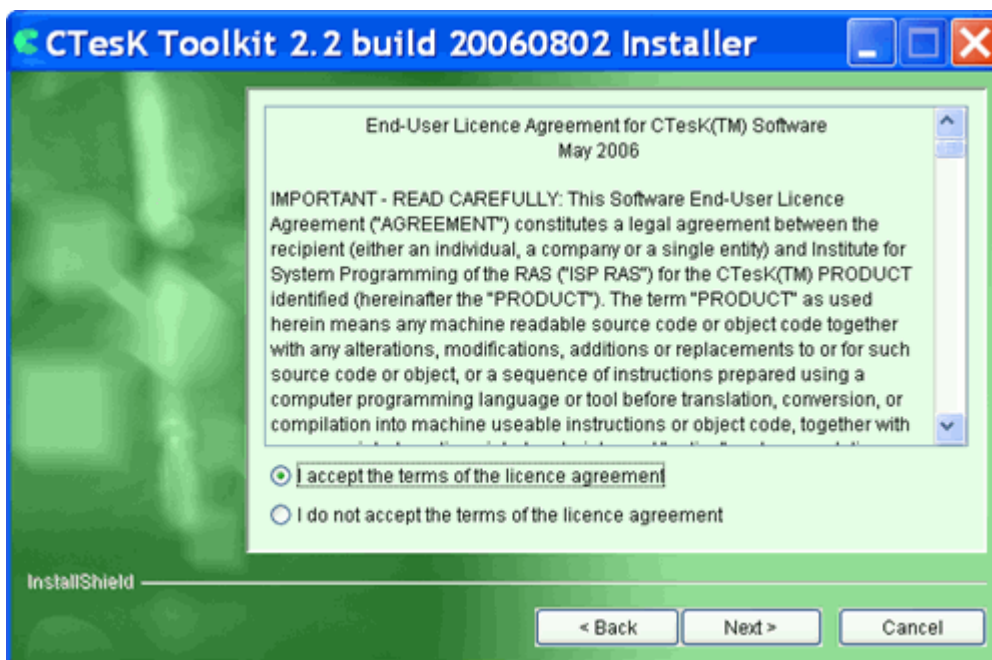 CTesK Toolkit 2.2 build 20060802 Installer
End-User Licence Agreement for CTesK(TM) Software
May 2006
IMPORTANT - READ CAREFULLY: This Software End-User Licence
Agreement ("AGREEMENT") constitutes a legal agreement between the
recipient (either an individual, a company or a single entity) and Institute for
System Programming of the RAS ("ISP RAS") for the CTesK(TM) PRODUCT
identified (hereinafter the "PRODUCT"). The term "PRODUCT" as used
herein means any machine readable source code or object code together
with any alterations, modifications, additions or replacements to or for such
source code or object, or a sequence of instructions prepared using a
computer programming language or tool before translation, conversion, or
compilation into machine useable instructions or object code, together with
I accept the terms of the licence agreement
I do not accept the terms of the licence agreement
InstallShield
< Back
Next >
Cancel